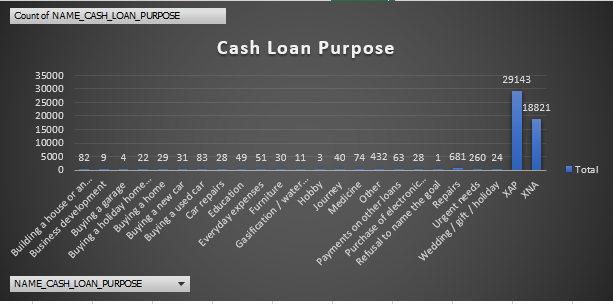 Count of NAME_CASH_LOAN_PURPOSE
Cash Loan Purpose
35000
30000
25000
20000
15000
10000
5000
0
82 9 4 22 29 31 83 28 49 51 30 11 3 40 74 432 63 28 1 681 260 24 29143 18821
Building a house or an...
Business development
Buying a garage
Buying a holiday home...
Buying a home
Buying a new car
Buying a used car
Car repairs
Education
Everyday expenses
Furniture
Gasification / water...
Hobby
Journey
Medicine
Other
Payments on other loans
Purchase of electronic...
Refusal to name the goal
Repairs
Urgent needs
Wedding / gift / holiday
XAP
XNA
Total
NAME_CASH_LOAN_PURPOSE